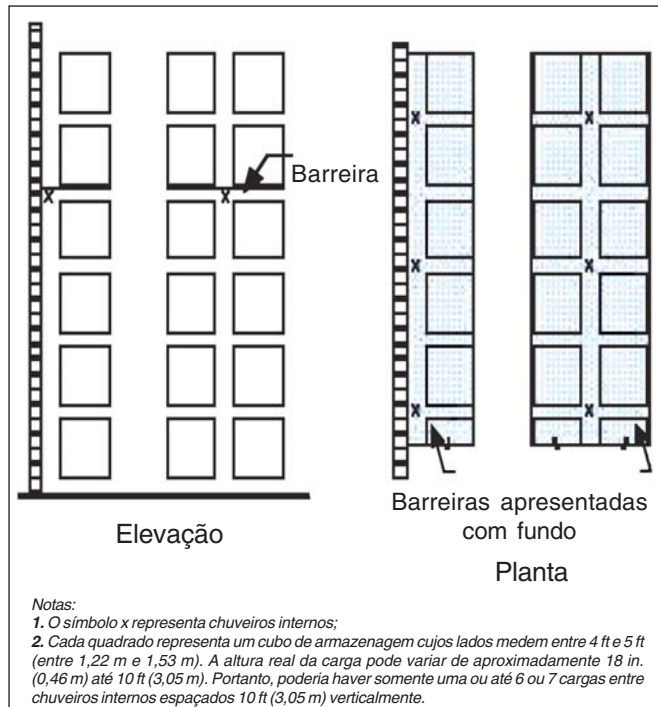 Barreira
Elevação
Barreiras apresentadas
com fundo
Planta
Notas:
1. O símbolo x representa chuveiros internos;
2. Cada quadrado representa um cubo de armazenagem cujos lados medem entre 4 ft e 5 ft
(entre 1,22 m e 1,53 m). A altura real da carga pode variar de aproximadamente 18 in.
(0,46 m) até 10 ft (3,05 m). Portanto, poderia haver somente uma ou até 6 ou 7 cargas entre
chuveiros internos espaçados 10 ft (3,05 m) verticalmente.